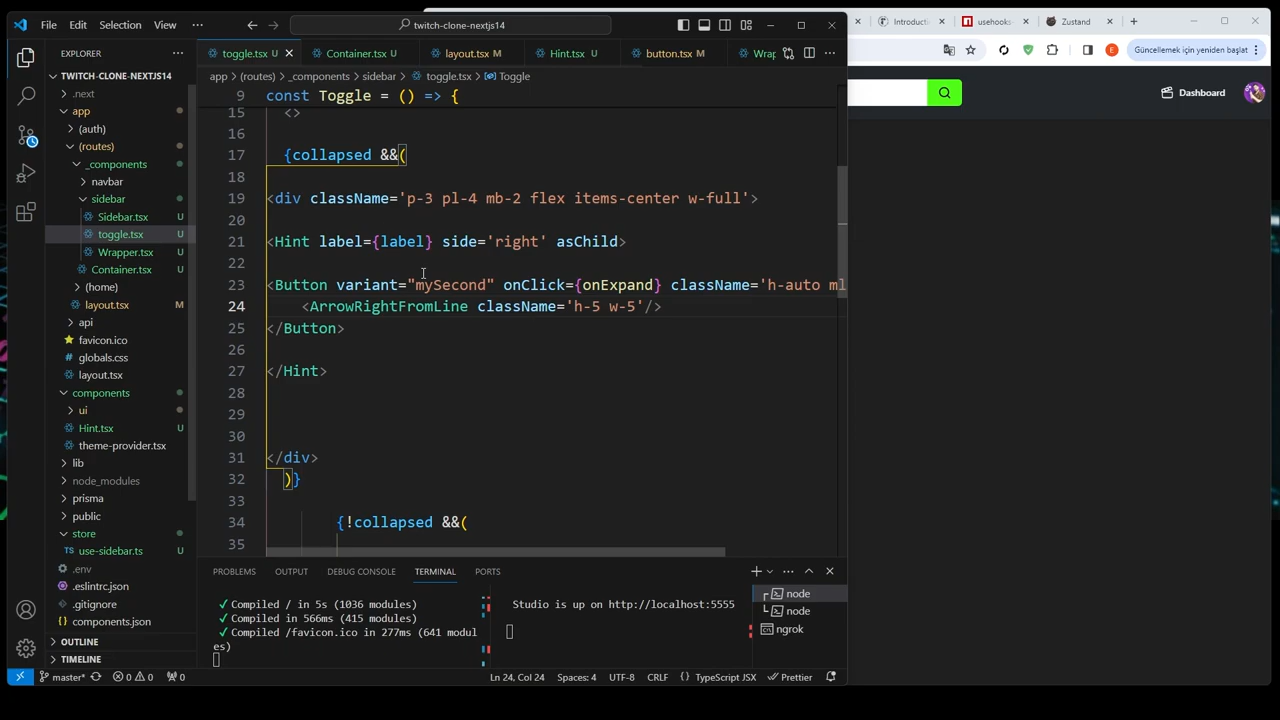 File Edit Selection View ··· twitch-clone-nextjs14
Introduction
usehooks-
Zustand
Güncellemek için yeniden başlat
E
Dashboard
EXPLORER
TWITCH-CLONE-NEXTJS14
.next
app
(auth)
(routes)
_components
navbar
sidebar
Sidebar.tsx U
toggle.tsx U
Wrapper.tsx U
Container.tsx U
(home)
layout.tsx M
api
favicon.ico
globals.css
layout.tsx
components
ui
Hint.tsx U
theme-provider.tsx
lib
node_modules
prisma
public
store
TS use-sidebar.ts U
.env
.eslintrc.json
.gitignore
components.json
OUTLINE
TIMELINE
toggle.tsx U
Container.tsx U
layout.tsx M
Hint.tsx U
button.tsx M
Wrap
app > (routes) > _components > sidebar > toggle.tsx > Toggle
9 const Toggle = () => {
15 <>
16
17 {collapsed &&(
18
19 <div className='p-3 pl-4 mb-2 flex items-center w-full'>
20
21 <Hint label={label} side='right' asChild>
22
23 <Button variant="mySecond" onClick={onExpand} className='h-auto ml
24 <ArrowRightFromLine className='h-5 w-5'/>
25 </Button>
26
27 </Hint>
28
29
30
31 </div>
32 )}
33
34 {!collapsed &&(
35
PROBLEMS OUTPUT DEBUG CONSOLE TERMINAL PORTS
✓ Compiled / in 5s (1036 modules)
✓ Compiled in 566ms (415 modules)
✓ Compiled /favicon.ico in 277ms (641 modul
es)
Studio is up on http://localhost:5555
node
node
ngrok
master* 0 0 0 Ln 24, Col 24 Spaces: 4 UTF-8 CRLF {} TypeScript JSX Prettier